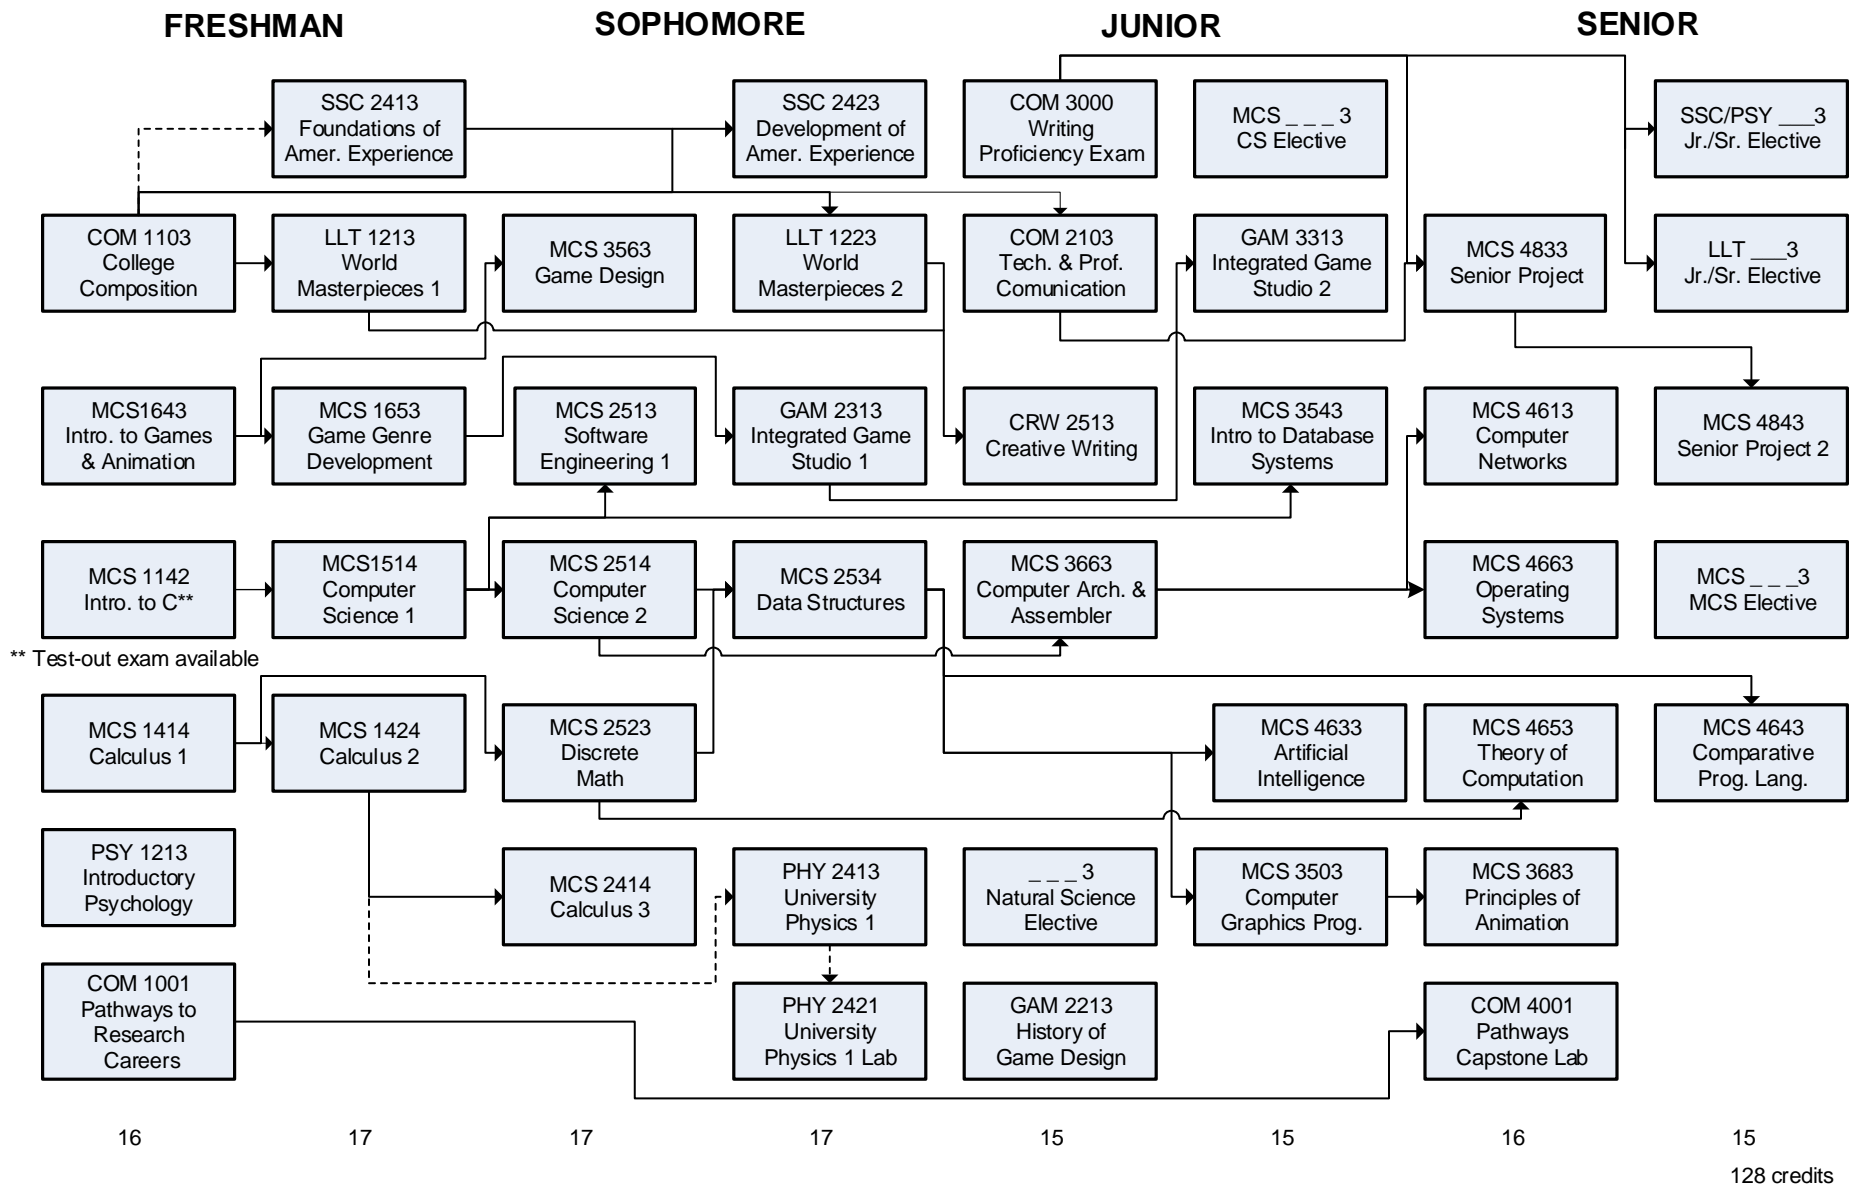 FRESHMAN
SOPHOMORE
JUNIOR
SENIOR
SSC 2413
Foundations of
Amer. Experience
SSC 2423
Development of
Amer. Experience
COM 3000
Writing
Proficiency Exam
MCS _ _ _ 3
CS Elective
SSC/PSY ___3
Jr./Sr. Elective
COM 1103
College
Composition
LLT 1213
World
Masterpieces 1
MCS 3563
Game Design
LLT 1223
World
Masterpieces 2
COM 2103
Tech. & Prof.
Comunication
GAM 3313
Integrated Game
Studio 2
MCS 4833
Senior Project
LLT ___3
Jr./Sr. Elective
MCS1643
Intro. to Games
& Animation
MCS 1653
Game Genre
Development
MCS 2513
Software
Engineering 1
GAM 2313
Integrated Game
Studio 1
CRW 2513
Creative Writing
MCS 3543
Intro to Database
Systems
MCS 4613
Computer
Networks
MCS 4843
Senior Project 2
MCS 1142
Intro. to C**
MCS1514
Computer
Science 1
MCS 2514
Computer
Science 2
MCS 2534
Data Structures
MCS 3663
Computer Arch. &
Assembler
MCS 4663
Operating
Systems
MCS _ _ _3
MCS Elective
** Test-out exam available
MCS 1414
Calculus 1
MCS 1424
Calculus 2
MCS 2523
Discrete
Math
MCS 4633
Artificial
Intelligence
MCS 4653
Theory of
Computation
MCS 4643
Comparative
Prog. Lang.
PSY 1213
Introductory
Psychology
MCS 2414
Calculus 3
PHY 2413
University
Physics 1
_ _ _ 3
Natural Science
Elective
MCS 3503
Computer
Graphics Prog.
MCS 3683
Principles of
Animation
COM 1001
Pathways to
Research
Careers
PHY 2421
University
Physics 1 Lab
GAM 2213
History of
Game Design
COM 4001
Pathways
Capstone Lab
16
17
17
17
15
15
16
15
128 credits